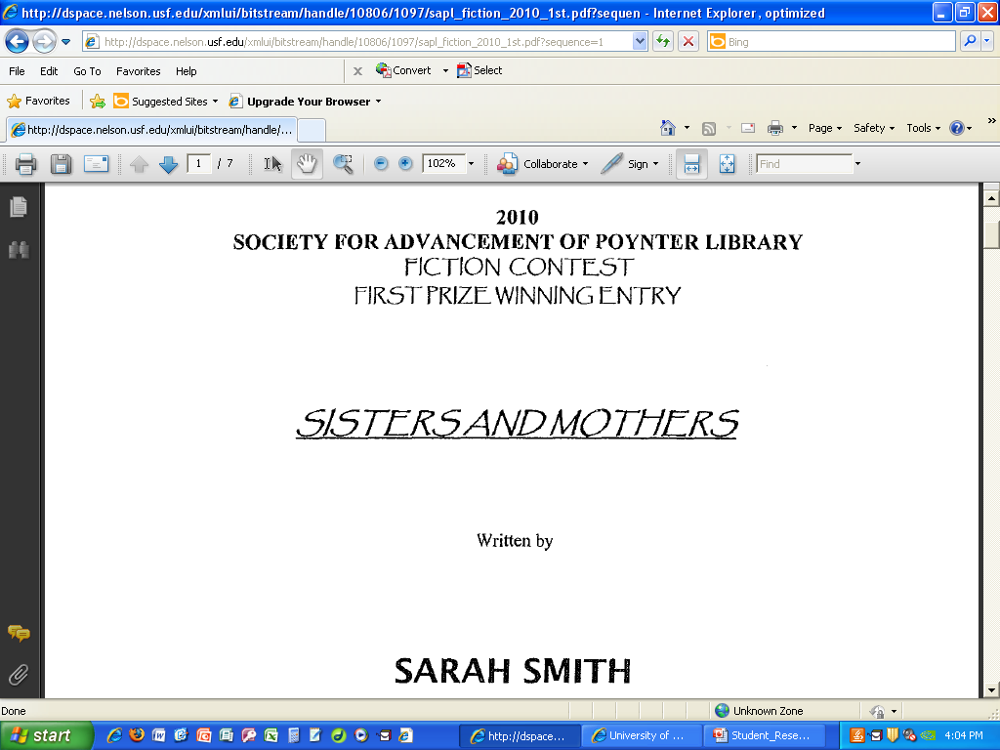 http://dspace.nelson.usf.edu/xmlui/bitstream/handle/10806/1097/sapl_fiction_2010_1st.pdf?sequen - Internet Explorer, optimized
http://dspace.nelson.usf.edu/xmlui/bitstream/handle/10806/1097/sapl_fiction_2010_1st.pdf?sequence=1 Bing
File Edit Go To Favorites Help x Convert Select
Favorites Suggested Sites Upgrade Your Browser
http://dspace.nelson.usf.edu/xmlui/bitstream/handle/... Page Safety Tools »
1 / 7 102% Collaborate Sign Find
2010
SOCIETY FOR ADVANCEMENT OF POYNTER LIBRARY
FICTION CONTEST
FIRST PRIZE WINNING ENTRY
SISTERS AND MOTHERS
Written by
SARAH SMITH
Done Unknown Zone
start http://dspace... University of ... Student_Rese... 4:04 PM